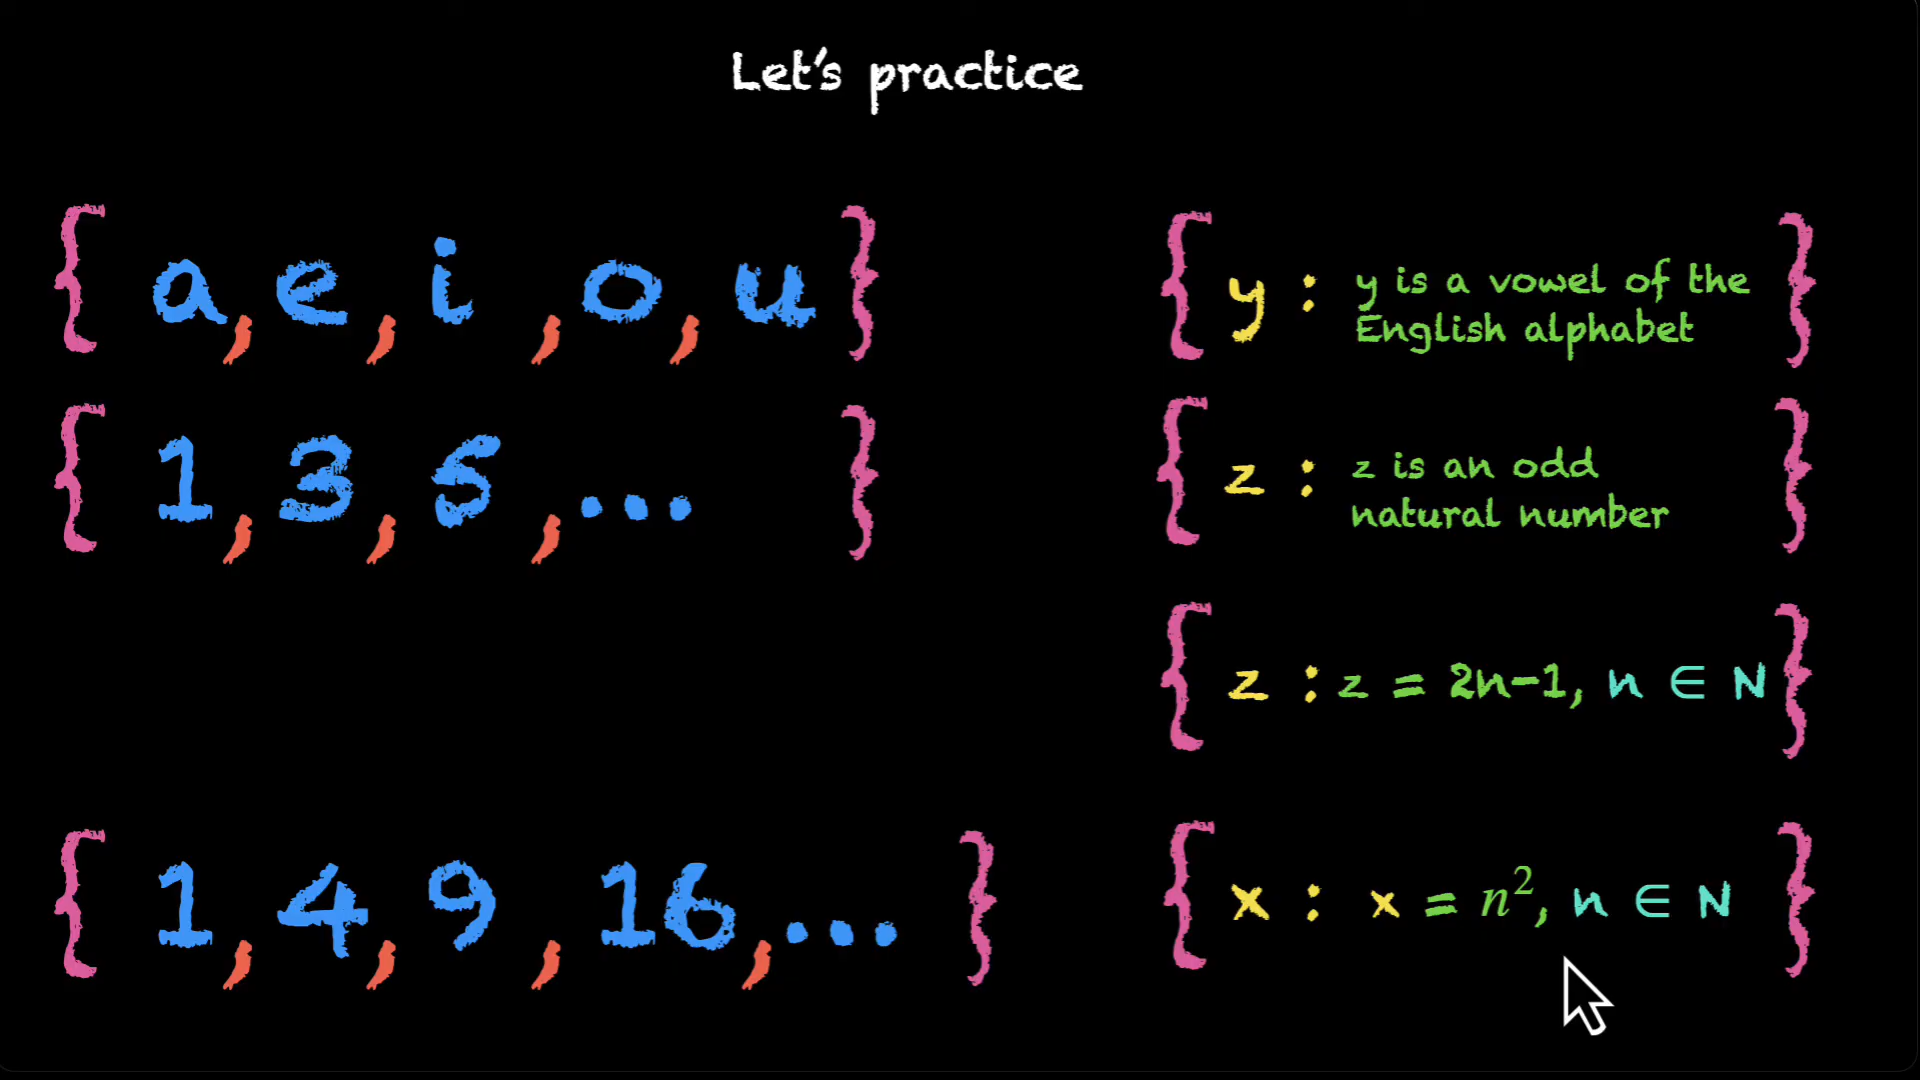 Let's practice
{ a, e, i, o, u }
{ y : y is a vowel of the
English alphabet }
{ 1, 3, 5, ... }
{ z : z is an odd
natural number }
{ z : z = 2n-1, n ∈ N }
{ 1, 4, 9, 16, ... }
{ x : x = n², n ∈ N }